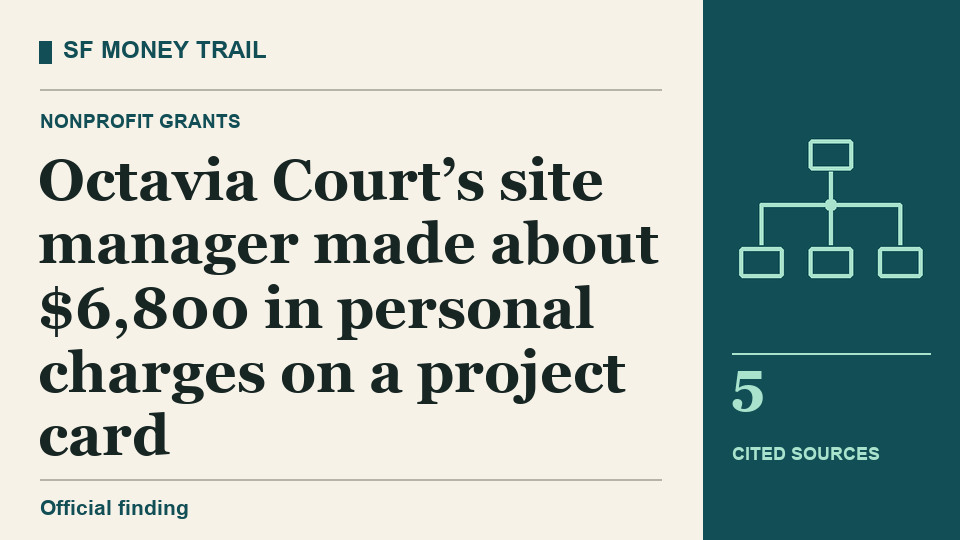 SF MONEY TRAIL
NONPROFIT GRANTS
Octavia Court’s site
manager made about
$6,800 in personal
charges on a project
card
Official finding
5
CITED SOURCES